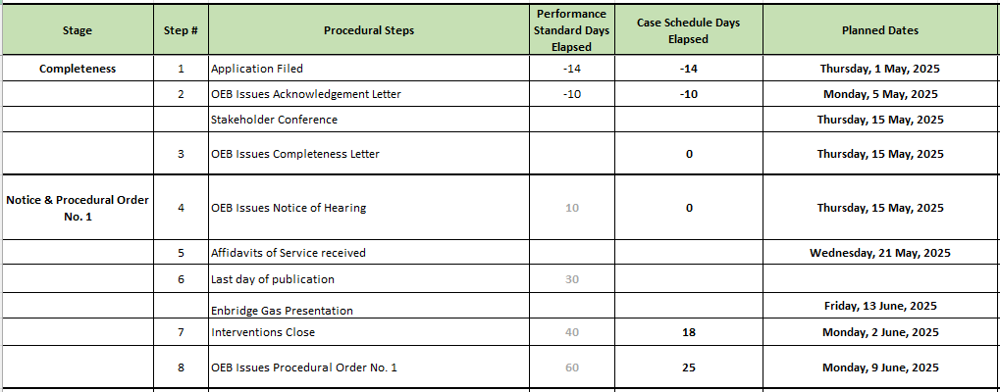 Stage Step # Procedural Steps Performance Standard Days Elapsed Case Schedule Days Elapsed Planned Dates
Completeness 1 Application Filed -14 -14 Thursday, 1 May, 2025
2 OEB Issues Acknowledgement Letter -10 -10 Monday, 5 May, 2025
Stakeholder Conference Thursday, 15 May, 2025
3 OEB Issues Completeness Letter 0 Thursday, 15 May, 2025
Notice & Procedural Order No. 1 4 OEB Issues Notice of Hearing 10 0 Thursday, 15 May, 2025
5 Affidavits of Service received Wednesday, 21 May, 2025
6 Last day of publication 30
Enbridge Gas Presentation Friday, 13 June, 2025
7 Interventions Close 40 18 Monday, 2 June, 2025
8 OEB Issues Procedural Order No. 1 60 25 Monday, 9 June, 2025